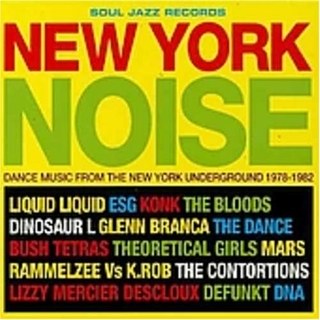 SOUL JAZZ RECORDS
NEW YORK
NOISE
DANCE MUSIC FROM THE NEW YORK UNDERGROUND 1978-1982
LIQUID LIQUID ESG KONK THE BLOODS
DINOSAUR L GLENN BRANCA THE DANCE
BUSH TETRAS THEORETICAL GIRLS MARS
RAMMELZEE Vs K.ROB THE CONTORTIONS
LIZZY MERCIER DESCLOUX DEFUNKT DNA